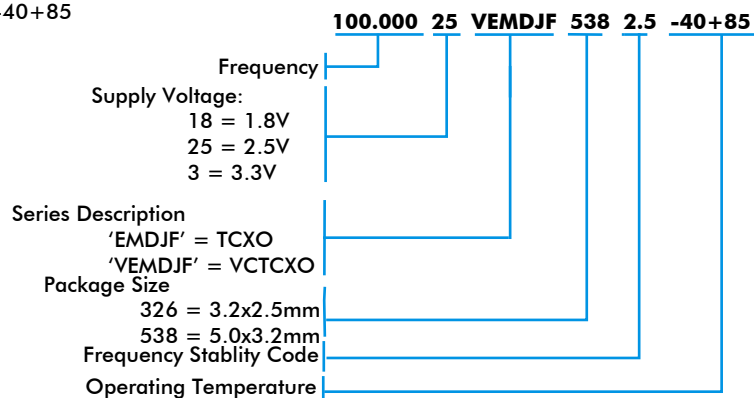 -40+85
100.000 25 VEMDJF 538 2.5 -40+85
Frequency
Supply Voltage:
18 = 1.8V
25 = 2.5V
3 = 3.3V
Series Description
‘EMDJF’ = TCXO
‘VEMDJF’ = VCTCXO
Package Size
326 = 3.2x2.5mm
538 = 5.0x3.2mm
Frequency Stablity Code
Operating Temperature